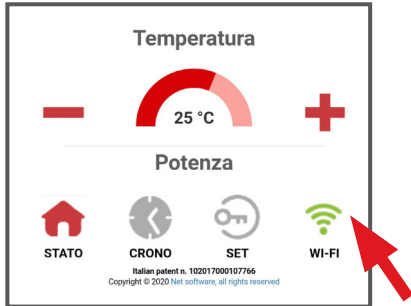 Temperatura
25 °C
Potenza
STATO CRONO SET WI-FI
Italian patent n. 102017000107766
Copyright © 2020 Net software, all rights reserved